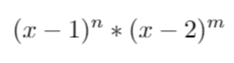 (x − 1)ⁿ ∗ (x − 2)ᵐ